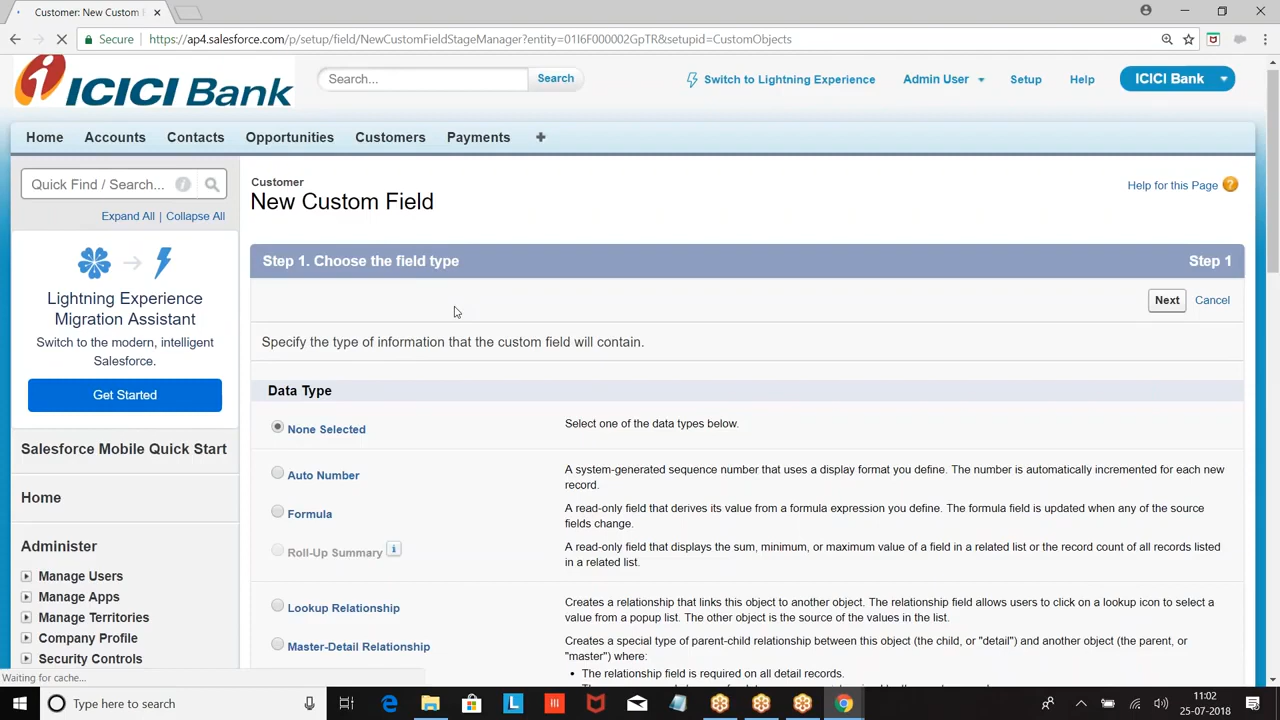 Customer: New Custom F
Secure
https://ap4.salesforce.com/p/setup/field/NewCustomFieldStageManager?entity=01I6F000002GpTR&setupid=CustomObjects
ICICI Bank
Search...
Search
Switch to Lightning Experience
Admin User
Setup
Help
ICICI Bank
Home
Accounts
Contacts
Opportunities
Customers
Payments
Quick Find / Search...
Expand All | Collapse All
Lightning Experience
Migration Assistant
Switch to the modern, intelligent
Salesforce.
Get Started
Salesforce Mobile Quick Start
Home
Administer
Manage Users
Manage Apps
Manage Territories
Company Profile
Security Controls
Customer
New Custom Field
Help for this Page
Step 1. Choose the field type
Step 1
Next
Cancel
Specify the type of information that the custom field will contain.
Data Type
None Selected
Select one of the data types below.
Auto Number
A system-generated sequence number that uses a display format you define. The number is automatically incremented for each new
record.
Formula
A read-only field that derives its value from a formula expression you define. The formula field is updated when any of the source
fields change.
Roll-Up Summary
A read-only field that displays the sum, minimum, or maximum value of a field in a related list or the record count of all records listed
in a related list.
Lookup Relationship
Creates a relationship that links this object to another object. The relationship field allows users to click on a lookup icon to select a
value from a popup list. The other object is the source of the values in the list.
Master-Detail Relationship
Creates a special type of parent-child relationship between this object (the child, or "detail") and another object (the parent, or
"master") where:
The relationship field is required on all detail records.
Waiting for cache...
Type here to search
11:02
25-07-2018